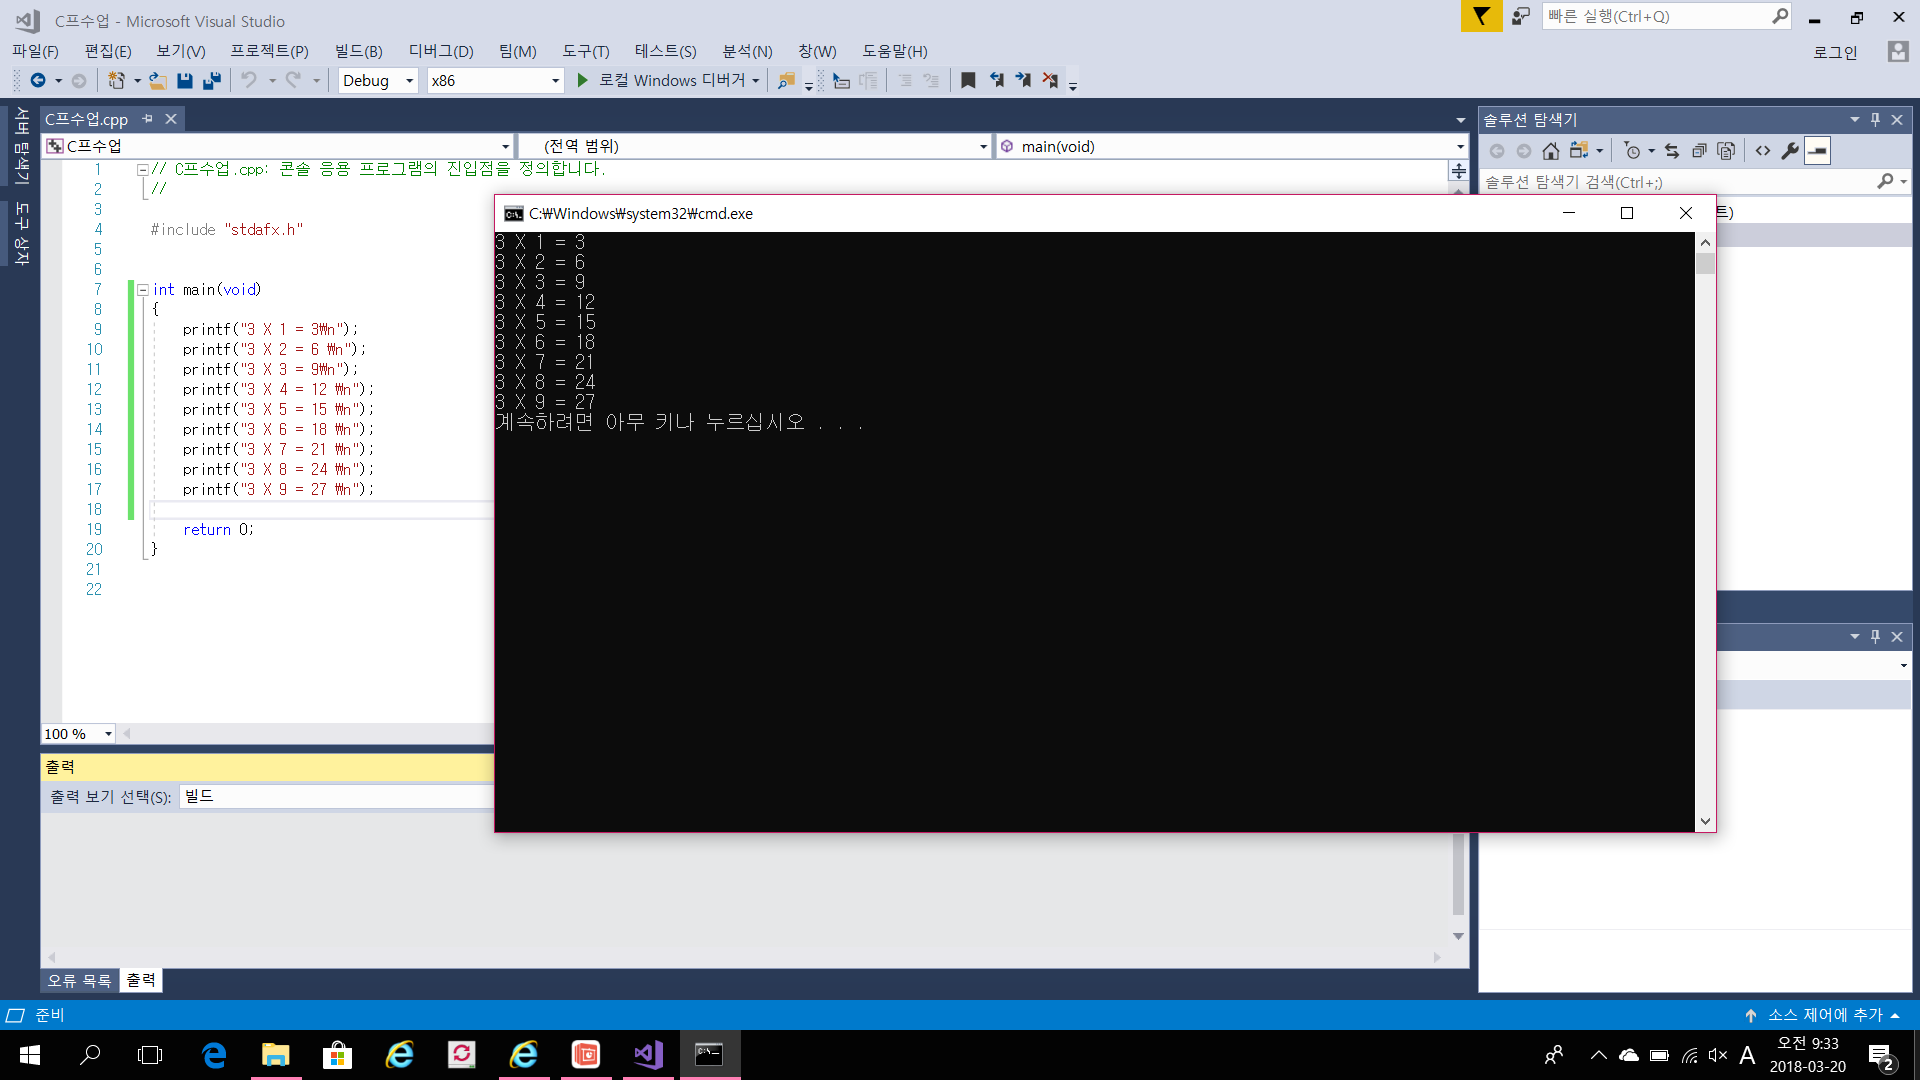 C프수업 - Microsoft Visual Studio
빠른 실행(Ctrl+Q)
파일(F) 편집(E) 보기(V) 프로젝트(P) 빌드(B) 디버그(D) 팀(M) 도구(T) 테스트(S) 분석(N) 창(W) 도움말(H)
로그인
Debug x86 로컬 Windows 디버거
서버 탐색기
도구 상자
C프수업.cpp
C프수업 (전역 범위) main(void)
1 // C프수업.cpp: 콘솔 응용 프로그램의 진입점을 정의합니다.
2 //
3
4 #include "stdafx.h"
5
6
7 int main(void)
8 {
9 printf("3 X 1 = 3₩n");
10 printf("3 X 2 = 6 ₩n");
11 printf("3 X 3 = 9₩n");
12 printf("3 X 4 = 12 ₩n");
13 printf("3 X 5 = 15 ₩n");
14 printf("3 X 6 = 18 ₩n");
15 printf("3 X 7 = 21 ₩n");
16 printf("3 X 8 = 24 ₩n");
17 printf("3 X 9 = 27 ₩n");
18
19 return 0;
20 }
21
22
100 %
C:₩Windows₩system32₩cmd.exe
3 X 1 = 3
3 X 2 = 6
3 X 3 = 9
3 X 4 = 12
3 X 5 = 15
3 X 6 = 18
3 X 7 = 21
3 X 8 = 24
3 X 9 = 27
계속하려면 아무 키나 누르십시오 . . .
솔루션 탐색기
솔루션 탐색기 검색(Ctrl+;)
트)
출력
출력 보기 선택(S): 빌드
오류 목록 출력
준비
소스 제어에 추가
A
오전 9:33
2018-03-20
2